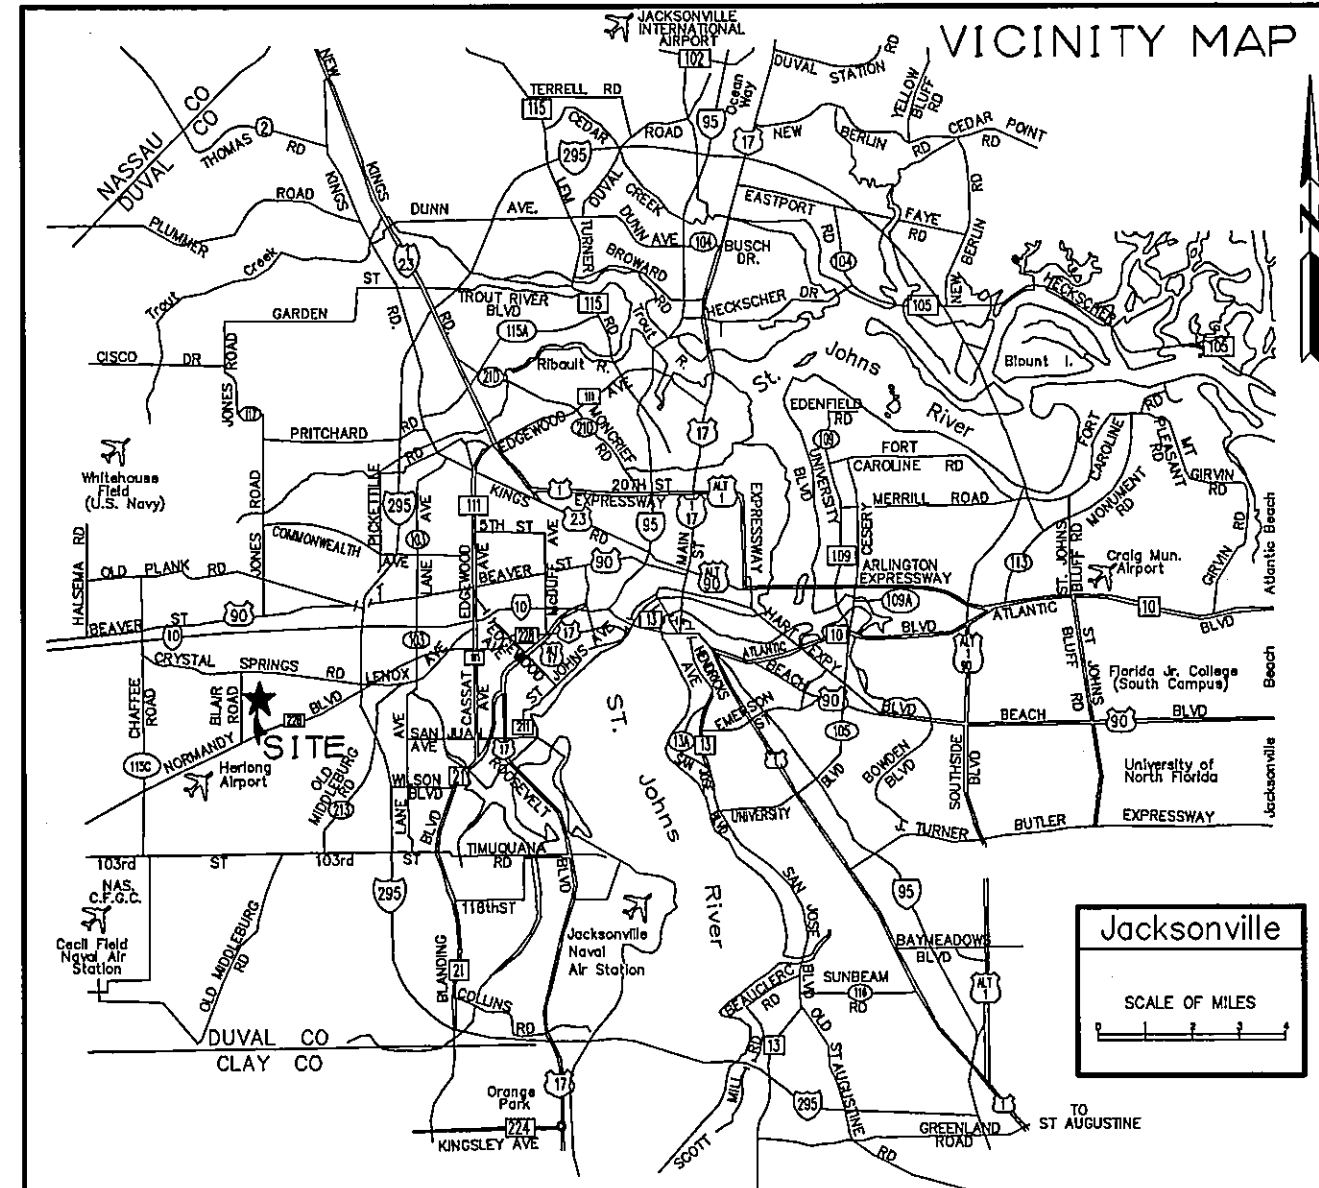 VICINITY MAP
JACKSONVILLE
INTERNATIONAL
AIRPORT
102
DUVAL STATION RD
YELLOW
BLUFF
RD
Ocean
Way
NEW
TERRELL RD
115
CEDAR
ROAD
95
17
NEW BERLIN RD
CEDAR POINT
RD
NASSAU CO
DUVAL CO
THOMAS RD
2
KINGS
KINGS
295
LEM
TURNER
DUVAL
CREEK
EASTPORT
RD
FAYE
RD
NEW BERLIN
RD
PLUMMER
ROAD
DUNN AVE.
DUNN AVE
104
BUSCH
DR.
104
Trout Creek
23
BROWARD
RD
HECKSCHER DR
105
HECKSCHER
105
ST
GARDEN
RD.
RD.
TROUT RIVER
BLVD
115
RD
115A
Trout
R.
CISCO DR
JONES ROAD
Ribault R.
St. Johns
River
Blount I.
210
111
AVE
EDGEWOOD
MONCRIEF
RD
210
EDENFIELD
RD
109
FORT
CAROLINE RD
FORT
CAROLINE
RD
MT
PLEASANT
RD
GIRVIN
RD
GIRVIN
PRITCHARD RD
17
Whitehouse
Field
(U.S. Navy)
UNIVERSITY
BLVD
MERRILL ROAD
MONUMENT
RD
PICKETTILLE
RD
295
AVE
111
KINGS
1
20TH ST
EXPRESSWAY
ALT
1
EXPRESSWAY
23
RD
95
1
17
MAIN
ST
CESERY
109
HALSEMA RD
JONES ROAD
COMMONWEALTH
AVE
103
LANE
EDGEWOOD
AVE
5TH ST
McDUFF
AVE
OLD PLANK RD
BEAVER ST
90
ALT
90
ARLINGTON
EXPRESSWAY
113
ST. JOHNS
BLUFF RD
Craig Mun.
Airport
Atlantic Beach
BEAVER
ST
90
10
10
109A
ATLANTIC
BLVD
10
BLVD
103
228
17
13
HART
EXPY
10
CRYSTAL SPRINGS
RD
LENOX
AVE
ALT
17
ST JOHNS AVE
ATLANTIC
BEACH
90
BLVD
ALT
1
90
ST JOHNS
BLUFF
RD
Florida Jr. College
(South Campus)
Beach
CHAFFEE
ROAD
BLAIR
ROAD
228
BLVD
NORMANDY
SITE
SAN JUAN
AVE
CASSAT
AVE
211
HENDRICKS
AVE
EMERSON
ST
105
BEACH
90
BLVD
115C
Herlong
Airport
OLD
MIDDLEBURG
RD
213
WILSON
BLVD
21
17
ROOSEVELT
13A
13
SAN
JOSE
BLVD
BOWDEN
BLVD
SOUTHSIDE
BLVD
University of
North Florida
Jacksonville
ST.
Johns
River
LANE
AVE
BLVD
UNIVERSITY
BLVD
J. TURNER BUTLER EXPRESSWAY
103rd ST
103rd ST
TIMUQUANA
RD
BLVD
NAS.
C.F.G.C.
295
118thST
Cecil Field
Naval Air
Station
OLD MIDDLEBURG
RD
Jacksonville
Naval
Air Station
SAN
JOSE
BLVD
95
BAYMEADOWS
BLVD
Jacksonville
BLANDING
21
COLLINS
RD
BEAUCLERC
RD
SUNBEAM
RD
116
ALT
1
SCALE OF MILES
0 1 2 3 4
DUVAL CO
CLAY CO
13
OLD
ST AUGUSTINE
RD
Orange
Park
17
SCOTT MILL RD
295
1
TO
ST AUGUSTINE
224
KINGSLEY AVE
GREENLAND
ROAD
N